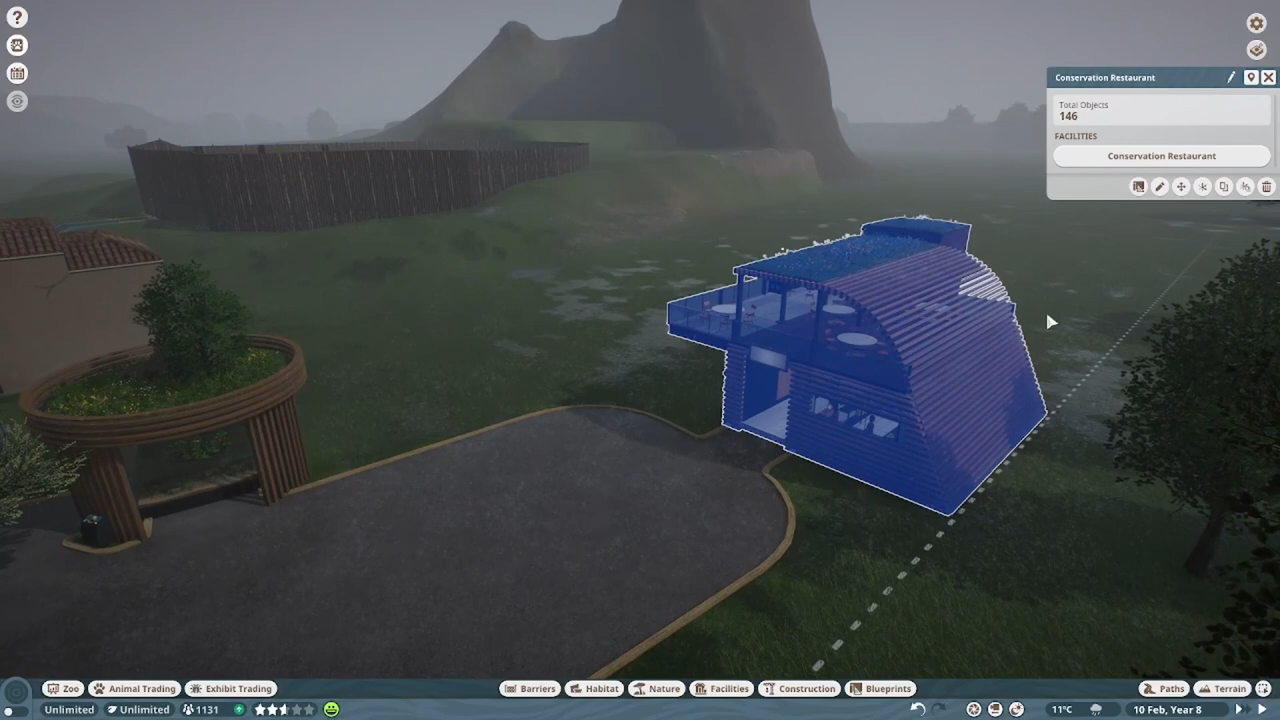 Conservation Restaurant
Total Objects
146
FACILITIES
Conservation Restaurant
Zoo
Animal Trading
Exhibit Trading
Barriers
Habitat
Nature
Facilities
Construction
Blueprints
Paths
Terrain
Unlimited
Unlimited
1131
11°C
10 Feb, Year 8